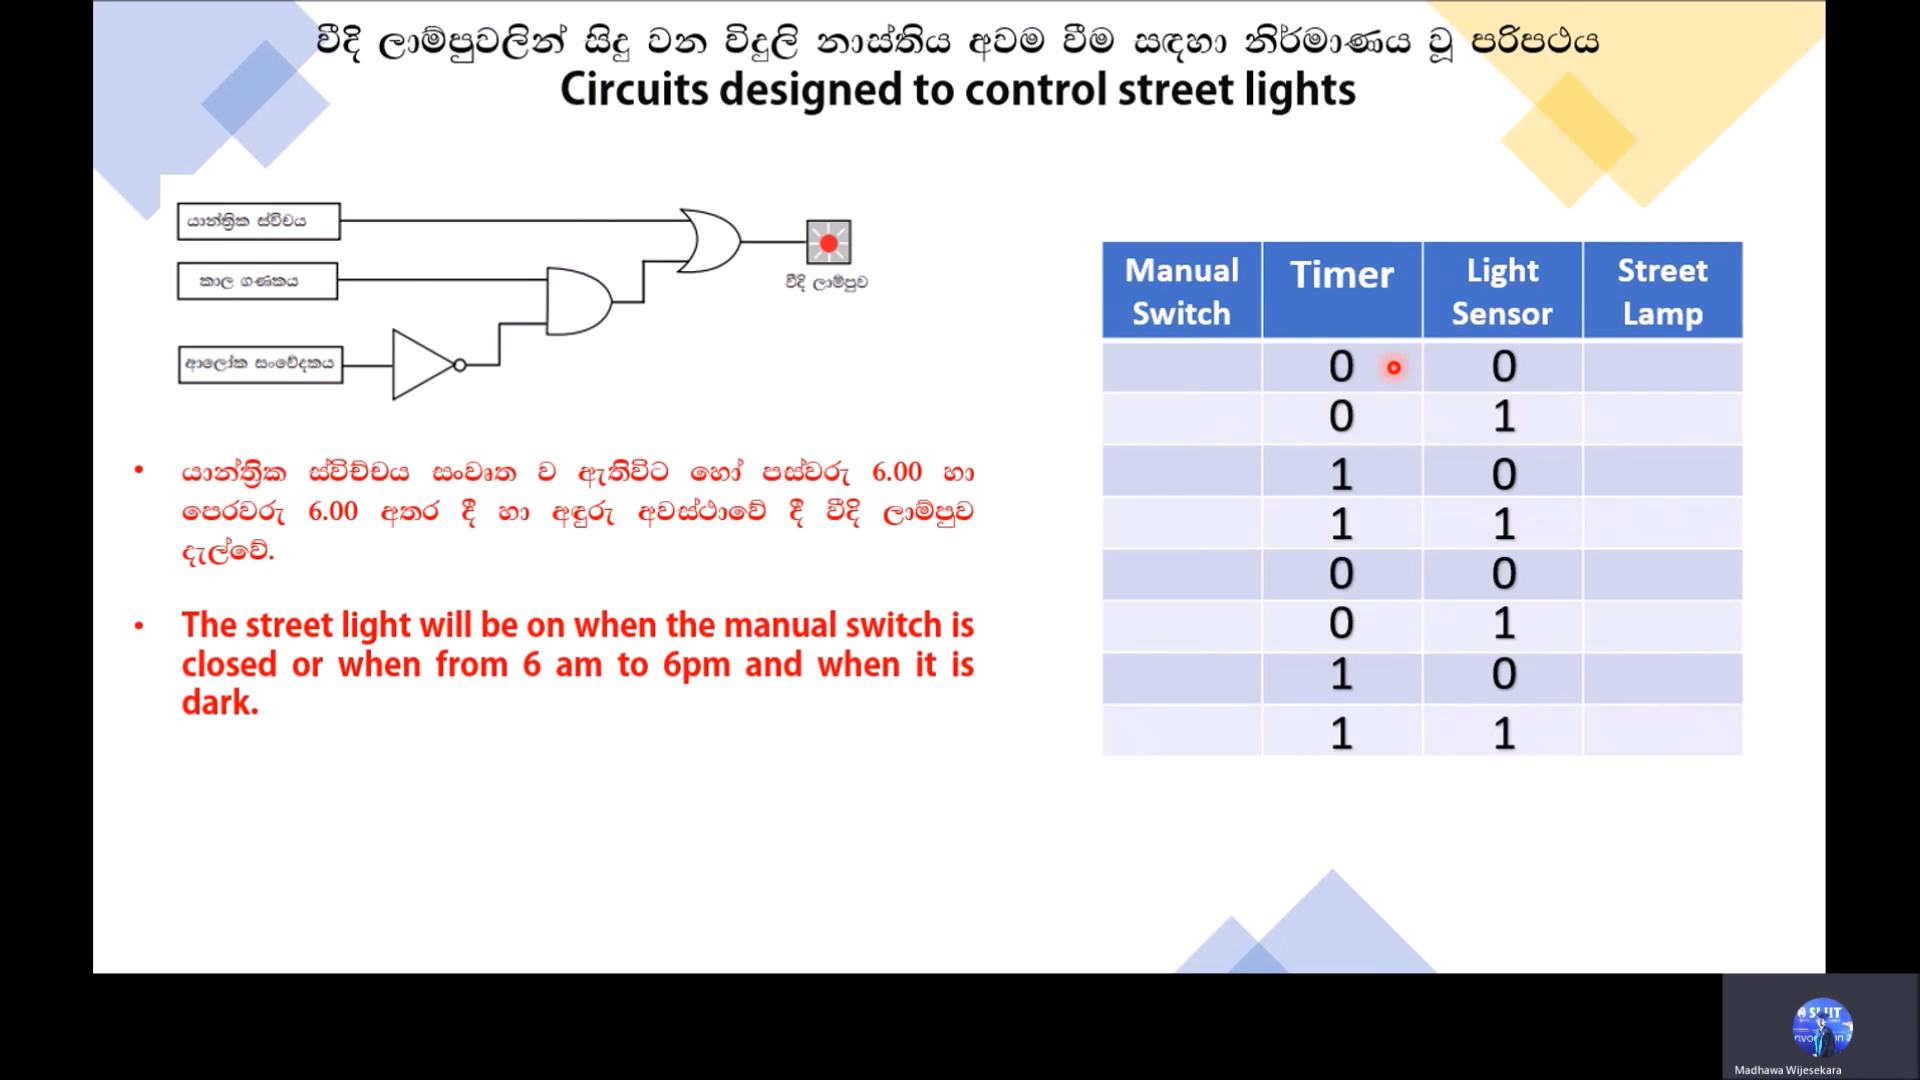 වීදි ලාම්පුවලින් සිදු වන විදුලි නාස්තිය අවම වීම සඳහා නිර්මාණය වූ පරිපථය
Circuits designed to control street lights
යාන්ත්‍රික ස්විචය
කාල ගණකය
ආලෝක සංවේදකය
වීදි ලාම්පුව
• යාන්ත්‍රික ස්විච්චය සංවෘත ව ඇතිවිට හෝ පස්වරු 6.00 හා
පෙරවරු 6.00 අතර දී හා අඳුරු අවස්ථාවේ දී වීදි ලාම්පුව
දැල්වේ.
• The street light will be on when the manual switch is
closed or when from 6 am to 6pm and when it is
dark.
Manual Switch Timer Light Sensor Street Lamp
0 0
0 1
1 0
1 1
0 0
0 1
1 0
1 1
Madhawa Wijesekara